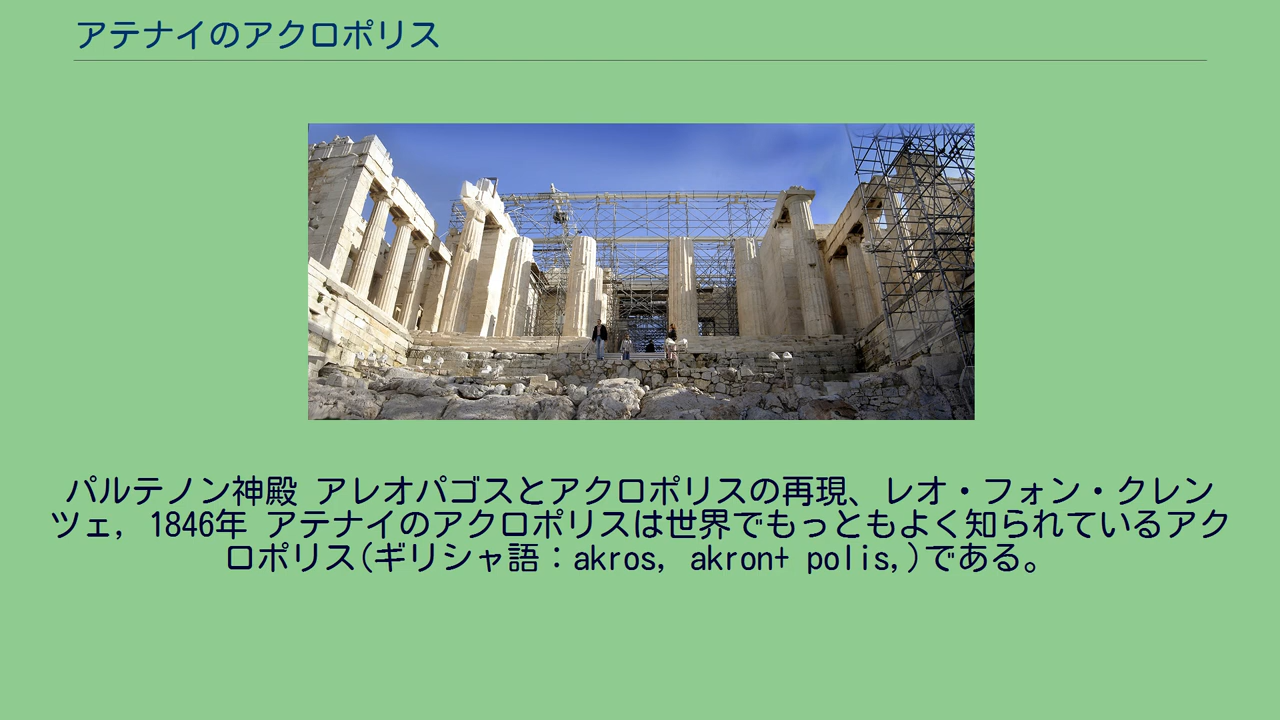 アテナイのアクロポリス
パルテノン神殿 アレオパゴスとアクロポリスの再現、レオ・フォン・クレン
ツェ, 1846年 アテナイのアクロポリスは世界でもっともよく知られているアク
ロポリス(ギリシャ語：akros, akron+ polis,)である。